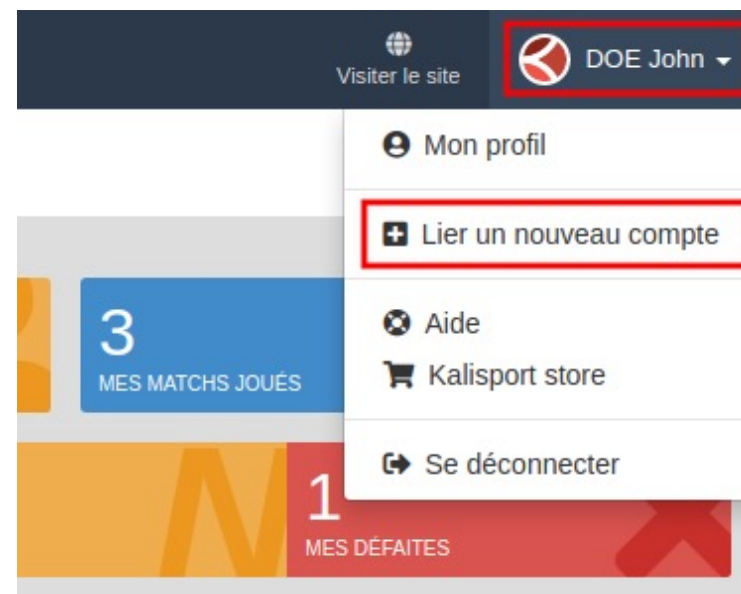 Visiter le site
DOE John
Mon profil
Lier un nouveau compte
Aide
Kalisport store
Se déconnecter
3
MES MATCHS JOUÉS
N
1
MES DÉFAITES